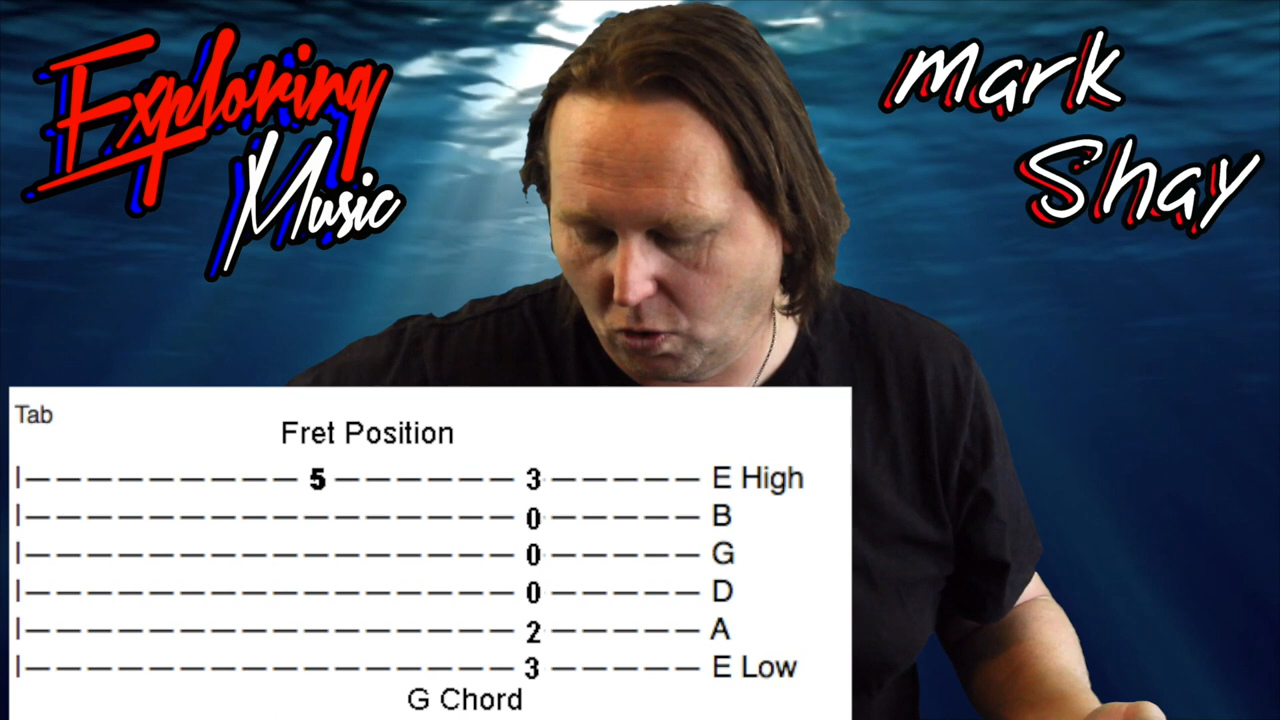 Exploring
Music
Mark
Shay
Tab
Fret Position
|——————————5——————3————— E High
|—————————————————0————— B
|—————————————————0————— G
|—————————————————0————— D
|—————————————————2————— A
|—————————————————3————— E Low
G Chord